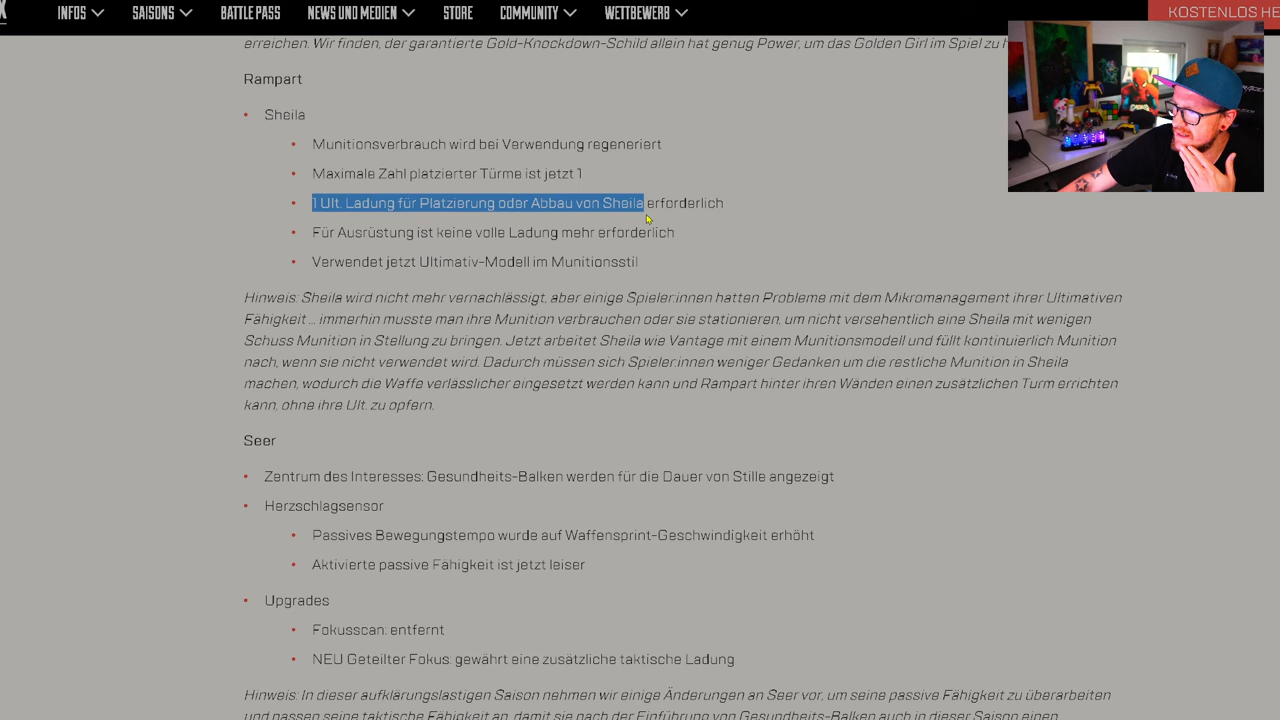 X INFOS SAISONS BATTLE PASS NEWS UND MEDIEN STORE COMMUNITY WETTBEWERB KOSTENLOS HE
erreichen. Wir finden, der garantierte Gold-Knockdown-Schild allein hat genug Power, um das Golden Girl im Spiel zu h
Rampart
• Sheila
• Munitionsverbrauch wird bei Verwendung regeneriert
• Maximale Zahl platzierter Türme ist jetzt 1
• 1 Ult. Ladung für Platzierung oder Abbau von Sheila erforderlich
• Für Ausrüstung ist keine volle Ladung mehr erforderlich
• Verwendet jetzt Ultimativ-Modell im Munitionsstil
Hinweis: Sheila wird nicht mehr vernachlässigt, aber einige Spieler:innen hatten Probleme mit dem Mikromanagement ihrer Ultimativen
Fähigkeit ... immerhin musste man ihre Munition verbrauchen oder sie stationieren, um nicht versehentlich eine Sheila mit wenigen
Schuss Munition in Stellung zu bringen. Jetzt arbeitet Sheila wie Vantage mit einem Munitionsmodell und füllt kontinuierlich Munition
nach, wenn sie nicht verwendet wird. Dadurch müssen sich Spieler:innen weniger Gedanken um die restliche Munition in Sheila
machen, wodurch die Waffe verlässlicher eingesetzt werden kann und Rampart hinter ihren Wänden einen zusätzlichen Turm errichten
kann, ohne ihre Ult. zu opfern.
Seer
• Zentrum des Interesses: Gesundheits-Balken werden für die Dauer von Stille angezeigt
• Herzschlagsensor
• Passives Bewegungstempo wurde auf Waffensprint-Geschwindigkeit erhöht
• Aktivierte passive Fähigkeit ist jetzt leiser
• Upgrades
• Fokusscan: entfernt
• NEU Geteilter Fokus: gewährt eine zusätzliche taktische Ladung
Hinweis: In dieser aufklärungslastigen Saison nehmen wir einige Änderungen an Seer vor, um seine passive Fähigkeit zu überarbeiten
und passen seine taktische Fähigkeit an, damit sie nach der Einführung von Gesundheits-Balken auch in dieser Saison einen